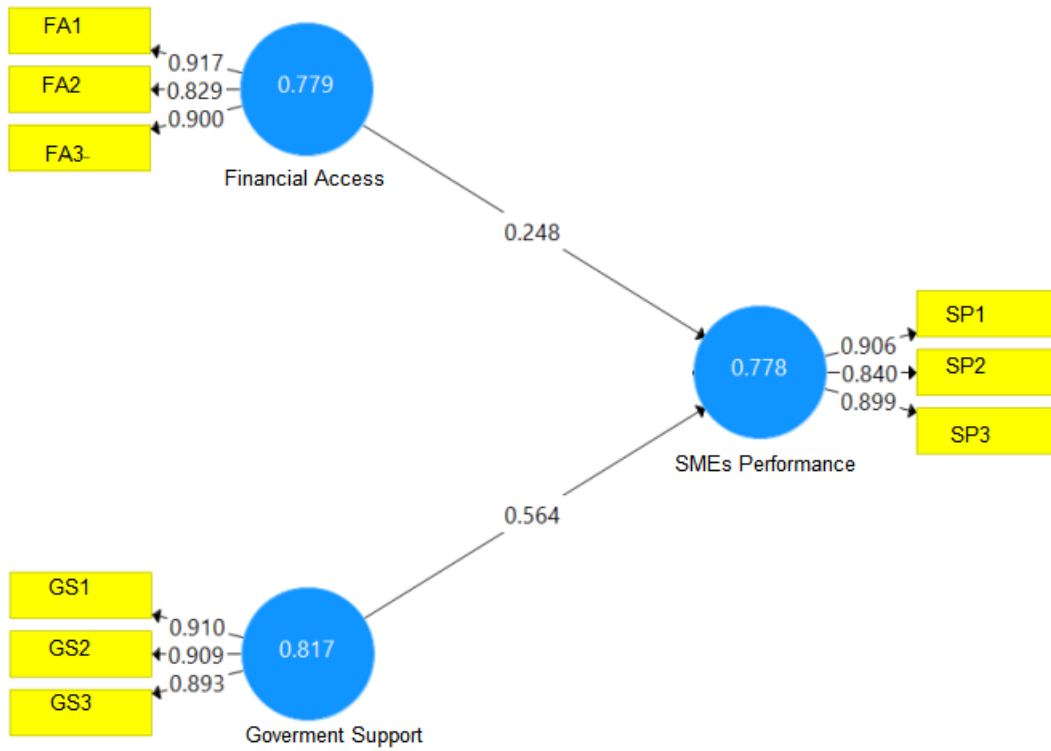 FA1
0.917
0.779
FA2
0.829
0.900
FA3-
Financial Access
0.248
SP1
0.906
0.778
SP2
0.840
0.899
SP3
SMEs Performance
0.564
GS1
0.910
GS2
0.909
0.817
0.893
GS3
Goverment Support